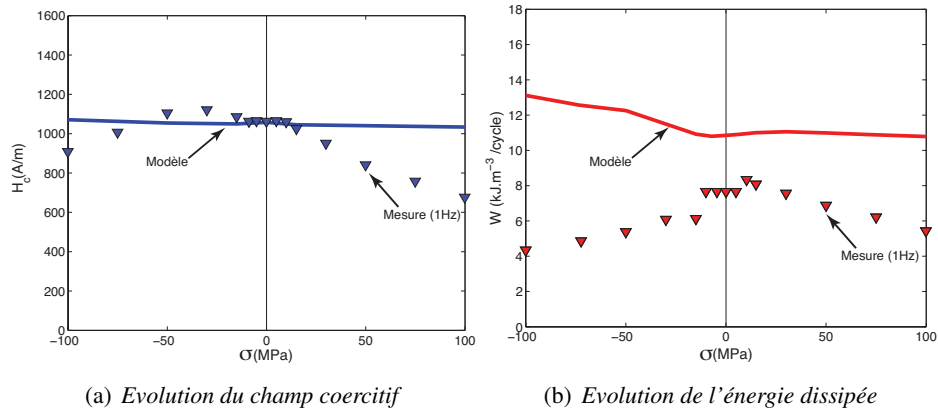 1600
1400
1200
1000
800
600
400
200
0
−100
−50
0
50
100
H_c(A/m)
σ(MPa)
Modèle
Mesure (1Hz)
(a) Evolution du champ coercitif
18
16
14
12
10
8
6
4
2
0
−100
−50
0
50
100
W (kJ.m⁻³ /cycle)
σ(MPa)
Modèle
Mesure (1Hz)
(b) Evolution de l'énergie dissipée